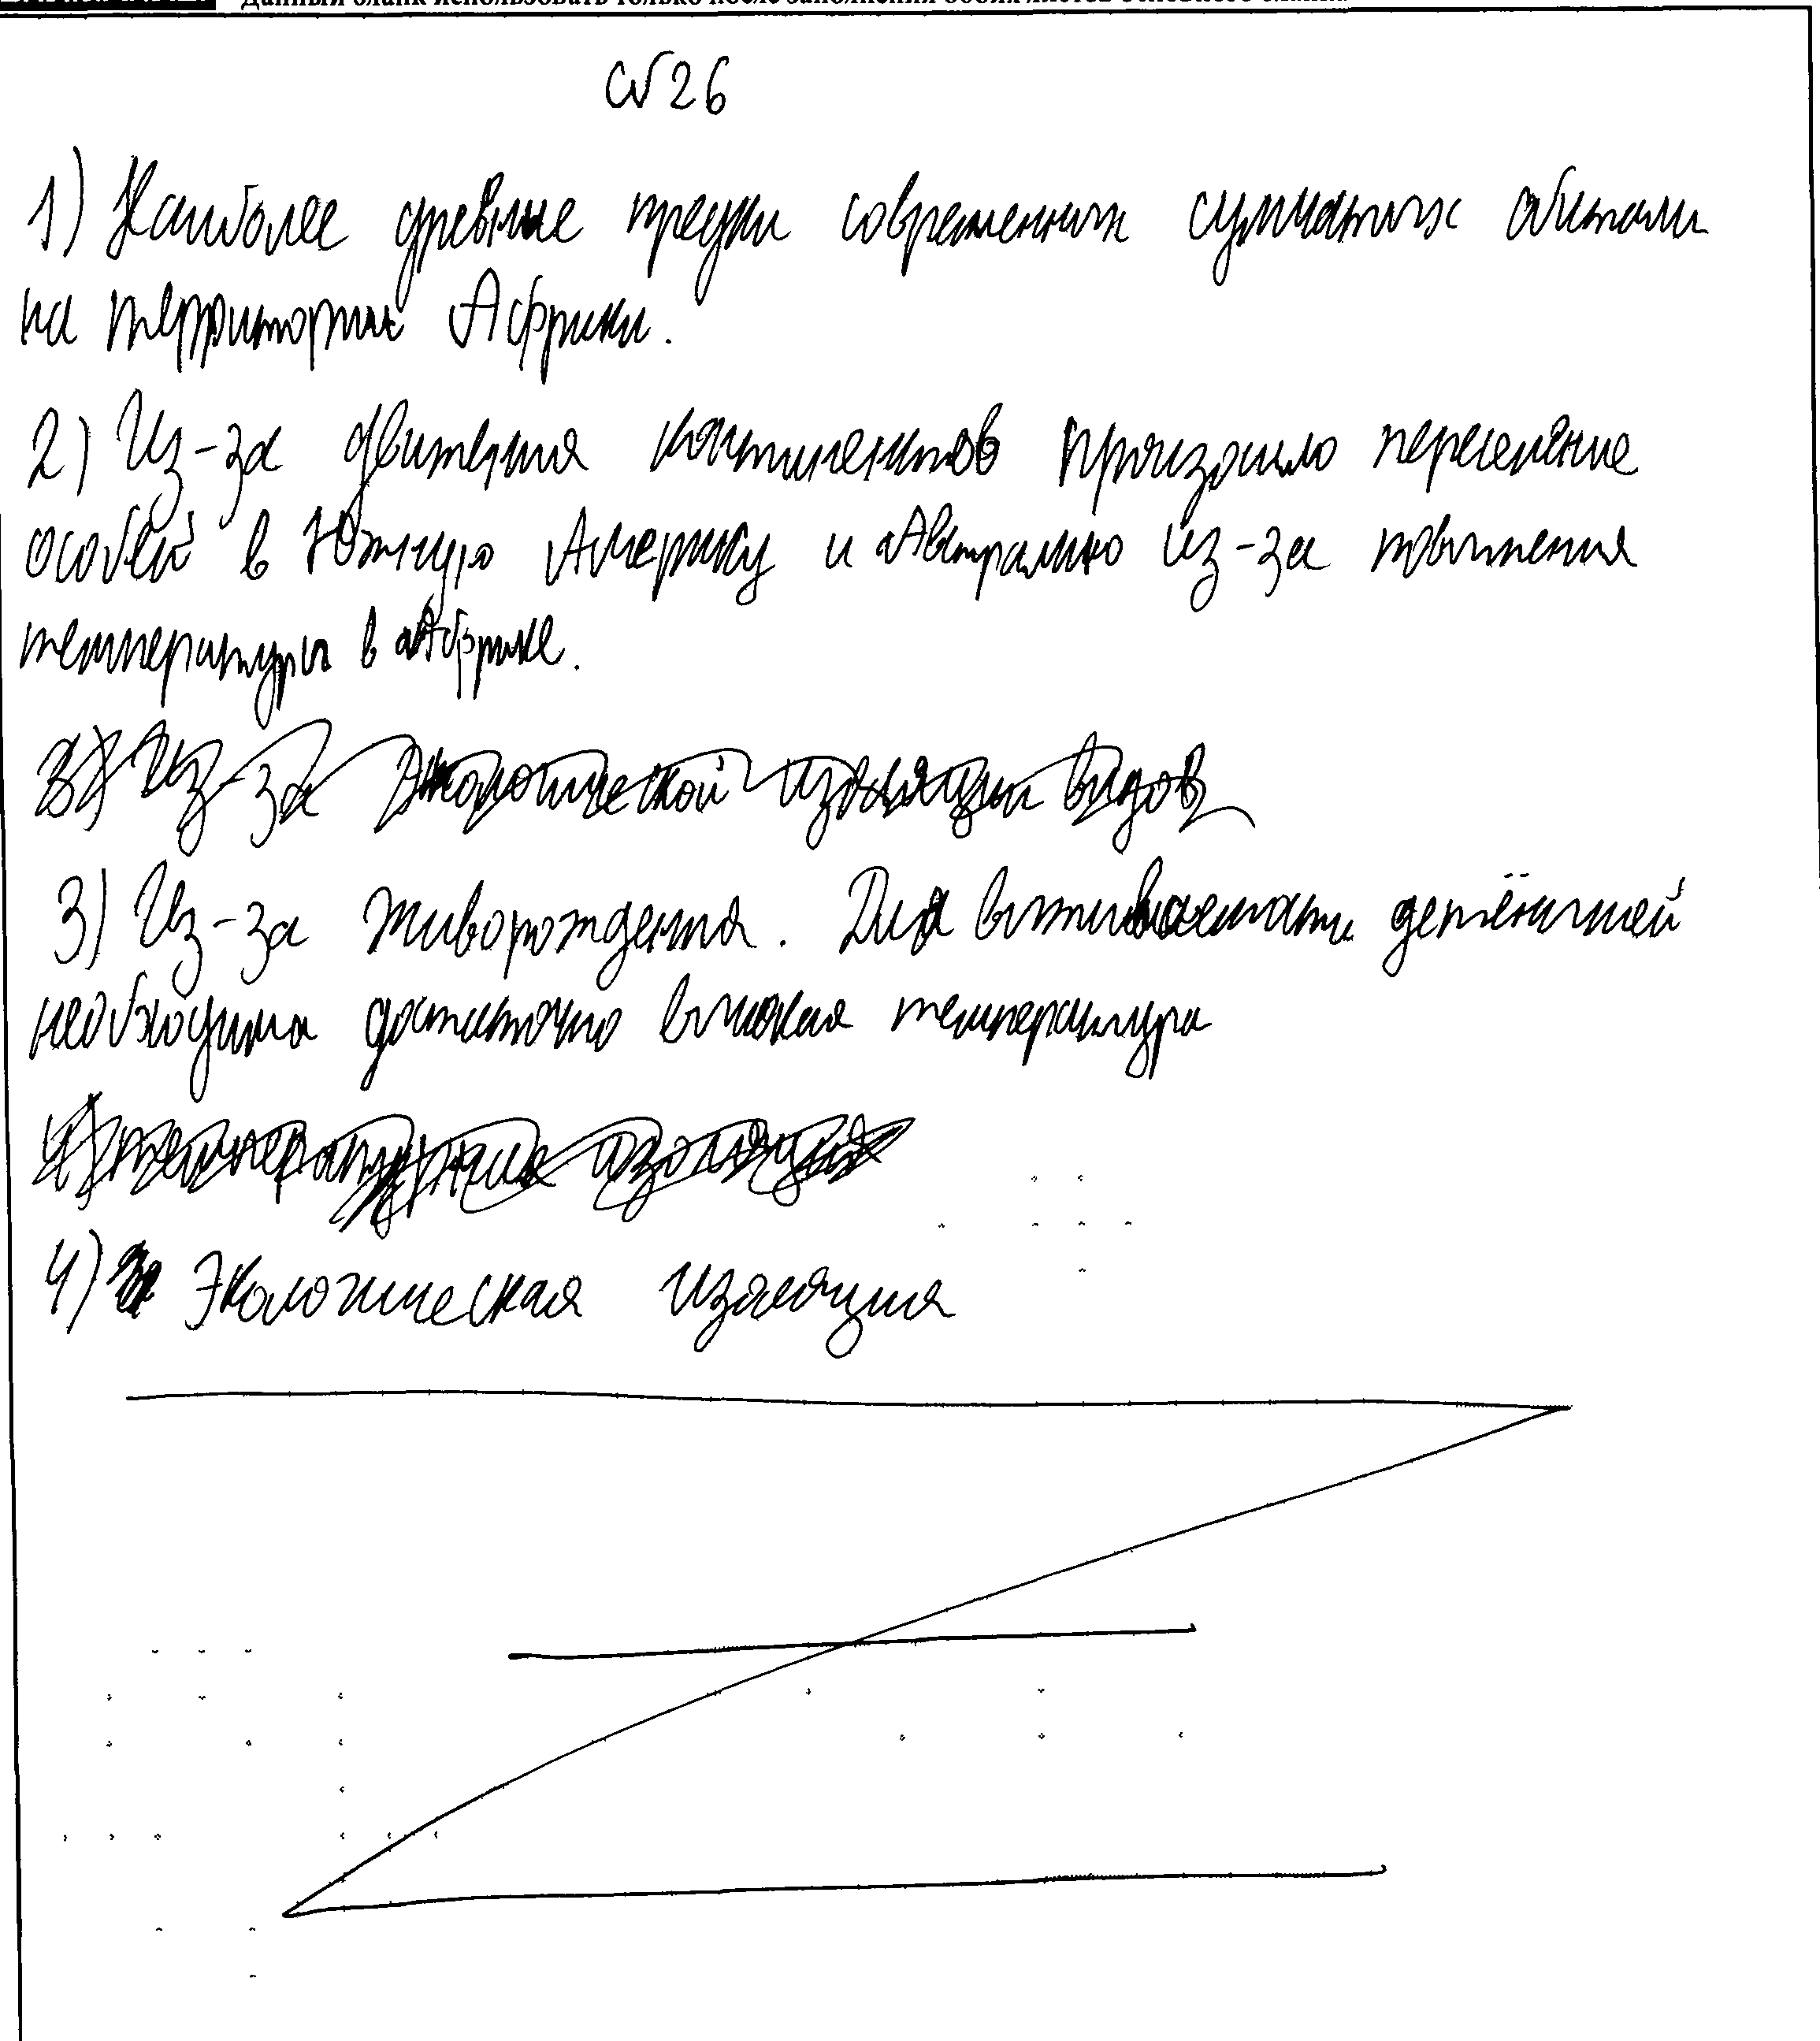 Данный бланк использовать только после заполнения обоих листов основного бланка
№26
1) Наиболее древние предки современных сумчатых обитали
на территории Африки.
2) Из-за движения континентов произошло переселение
особей в Южную Америку и Австралию из-за повышения
температуры в Африке.
3) Из-за экологической изоляции видов
3) Из-за живорождения. Для выживаемости детёнышей
необходима достаточно высокая температура
4) температурная изоляция
4) Экологическая изоляция